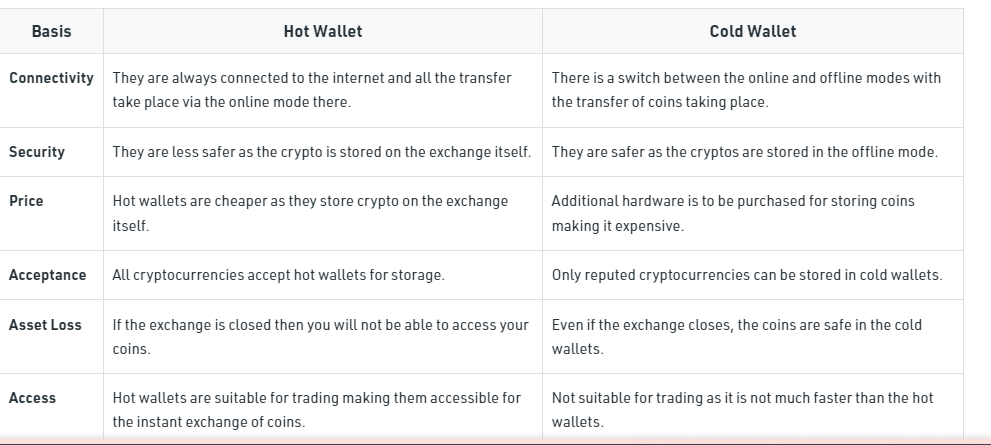 Basis Hot Wallet Cold Wallet
Connectivity They are always connected to the internet and all the transfer There is a switch between the online and offline modes with
take place via the online mode there. the transfer of coins taking place.
Security They are less safer as the crypto is stored on the exchange itself. They are safer as the cryptos are stored in the offline mode.
Price Hot wallets are cheaper as they store crypto on the exchange Additional hardware is to be purchased for storing coins
itself. making it expensive.
Acceptance All cryptocurrencies accept hot wallets for storage. Only reputed cryptocurrencies can be stored in cold wallets.
Asset Loss If the exchange is closed then you will not be able to access your Even if the exchange closes, the coins are safe in the cold
coins. wallets.
Access Hot wallets are suitable for trading making them accessible for Not suitable for trading as it is not much faster than the hot
the instant exchange of coins. wallets.